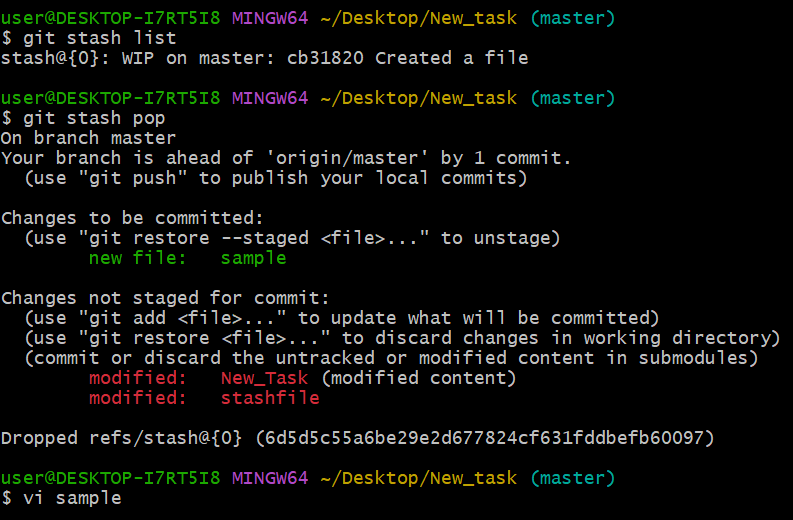 user@DESKTOP-I7RT5I8 MINGW64 ~/Desktop/New_task (master)
$ git stash list
stash@{0}: WIP on master: cb31820 Created a file

user@DESKTOP-I7RT5I8 MINGW64 ~/Desktop/New_task (master)
$ git stash pop
On branch master
Your branch is ahead of 'origin/master' by 1 commit.
  (use "git push" to publish your local commits)

Changes to be committed:
  (use "git restore --staged <file>..." to unstage)
        new file:   sample

Changes not staged for commit:
  (use "git add <file>..." to update what will be committed)
  (use "git restore <file>..." to discard changes in working directory)
  (commit or discard the untracked or modified content in submodules)
        modified:   New_Task (modified content)
        modified:   stashfile

Dropped refs/stash@{0} (6d5d5c55a6be29e2d677824cf631fddbefb60097)

user@DESKTOP-I7RT5I8 MINGW64 ~/Desktop/New_task (master)
$ vi sample